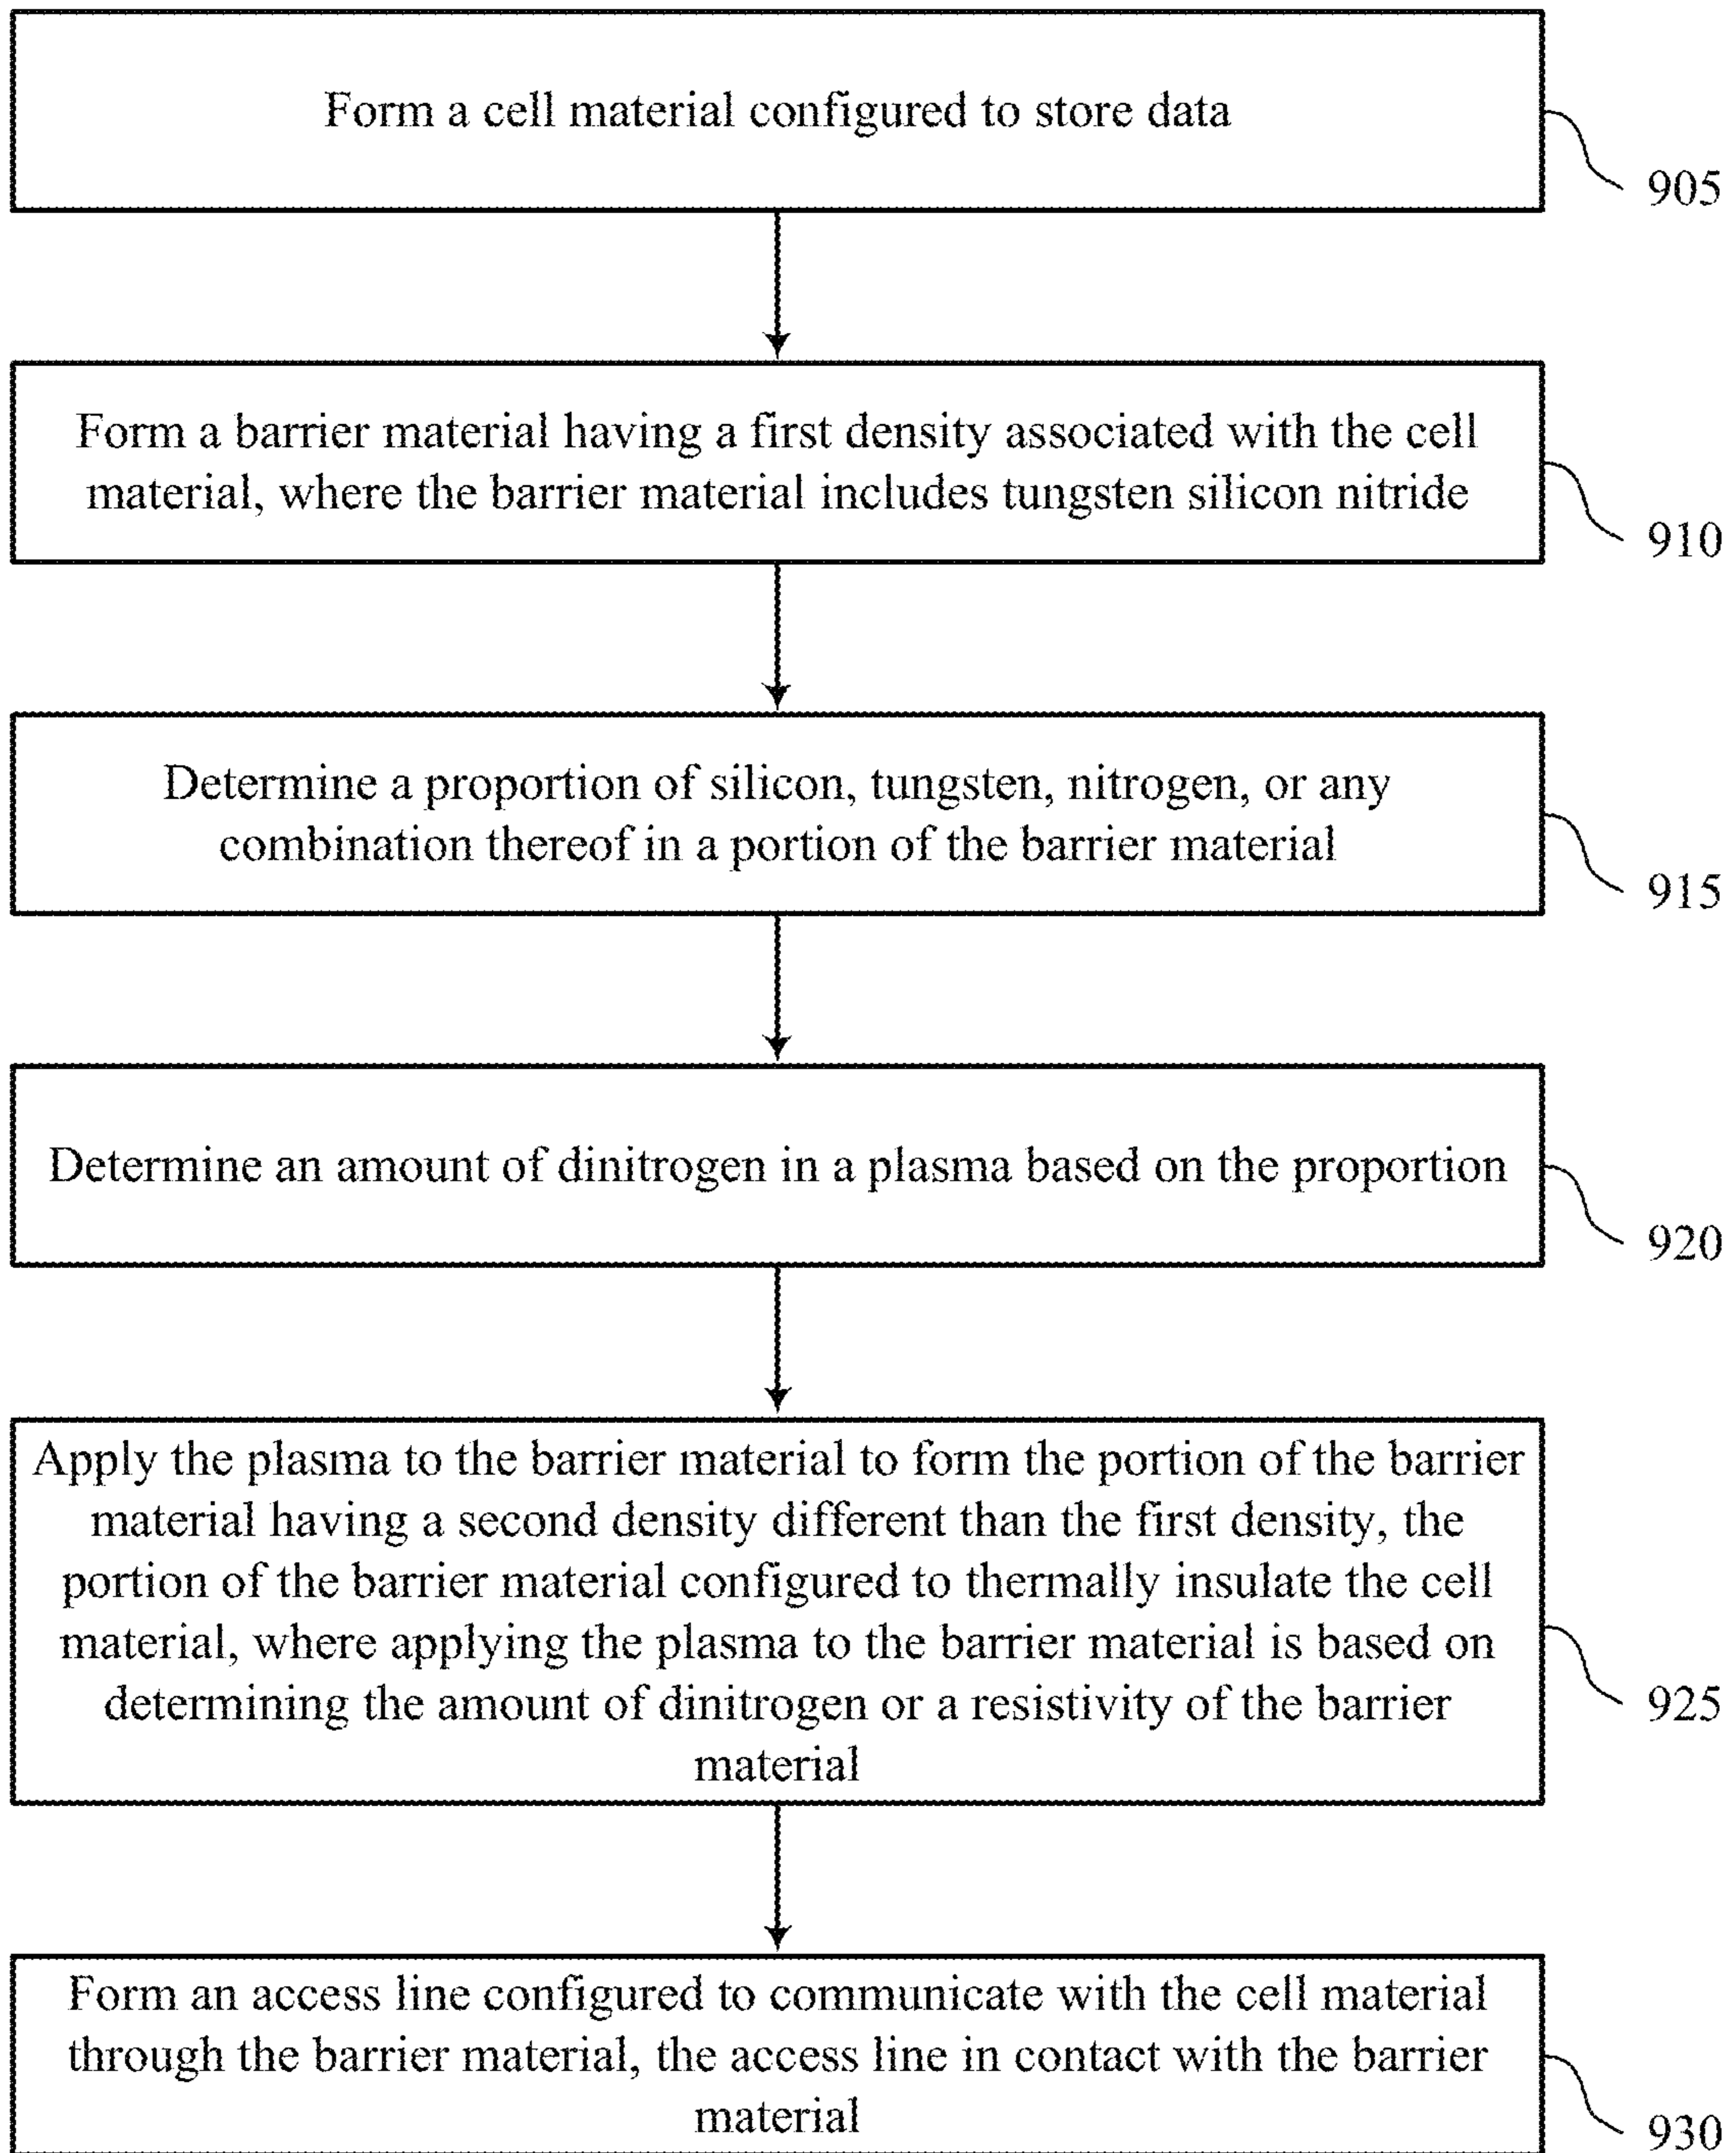 Form a cell material configured to store data
905
Form a barrier material having a first density associated with the cell
material, where the barrier material includes tungsten silicon nitride
910
Determine a proportion of silicon, tungsten, nitrogen, or any
combination thereof in a portion of the barrier material
915
Determine an amount of dinitrogen in a plasma based on the proportion
920
Apply the plasma to the barrier material to form the portion of the barrier
material having a second density different than the first density, the
portion of the barrier material configured to thermally insulate the cell
material, where applying the plasma to the barrier material is based on
determining the amount of dinitrogen or a resistivity of the barrier
material
925
Form an access line configured to communicate with the cell material
through the barrier material, the access line in contact with the barrier
material
930